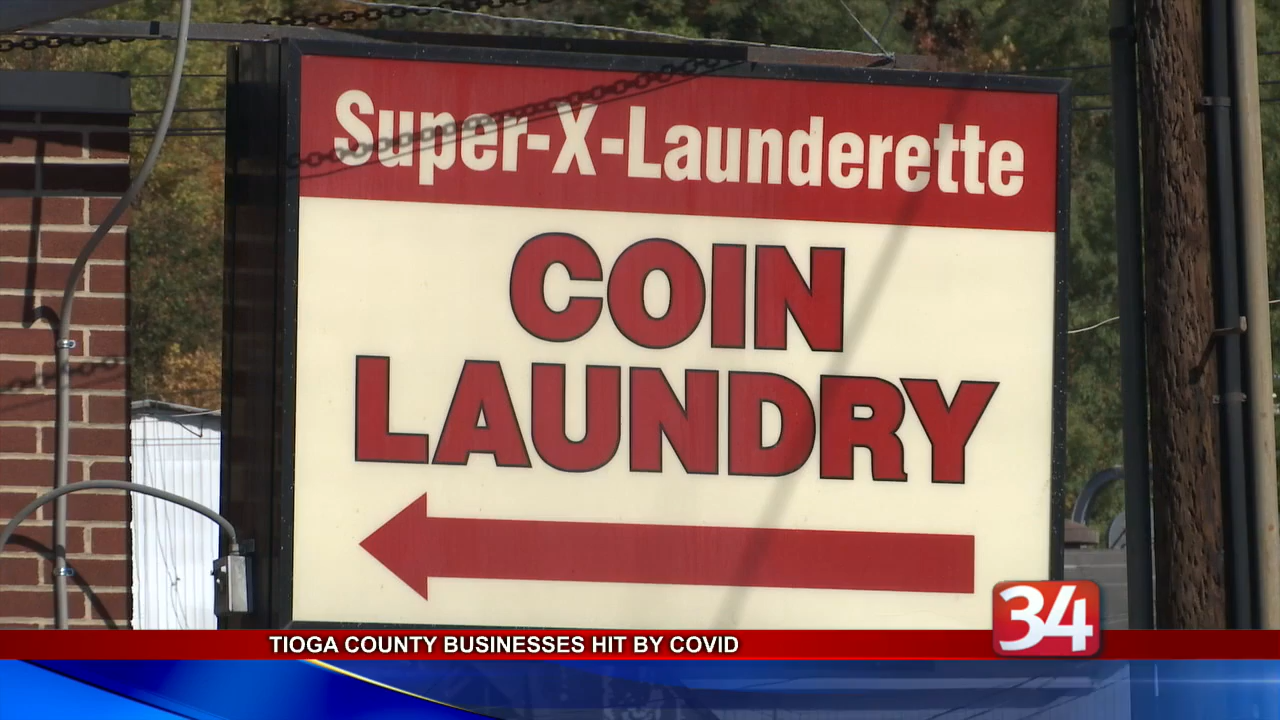 Super-X-Launderette
COIN
LAUNDRY
34
TIOGA COUNTY BUSINESSES HIT BY COVID